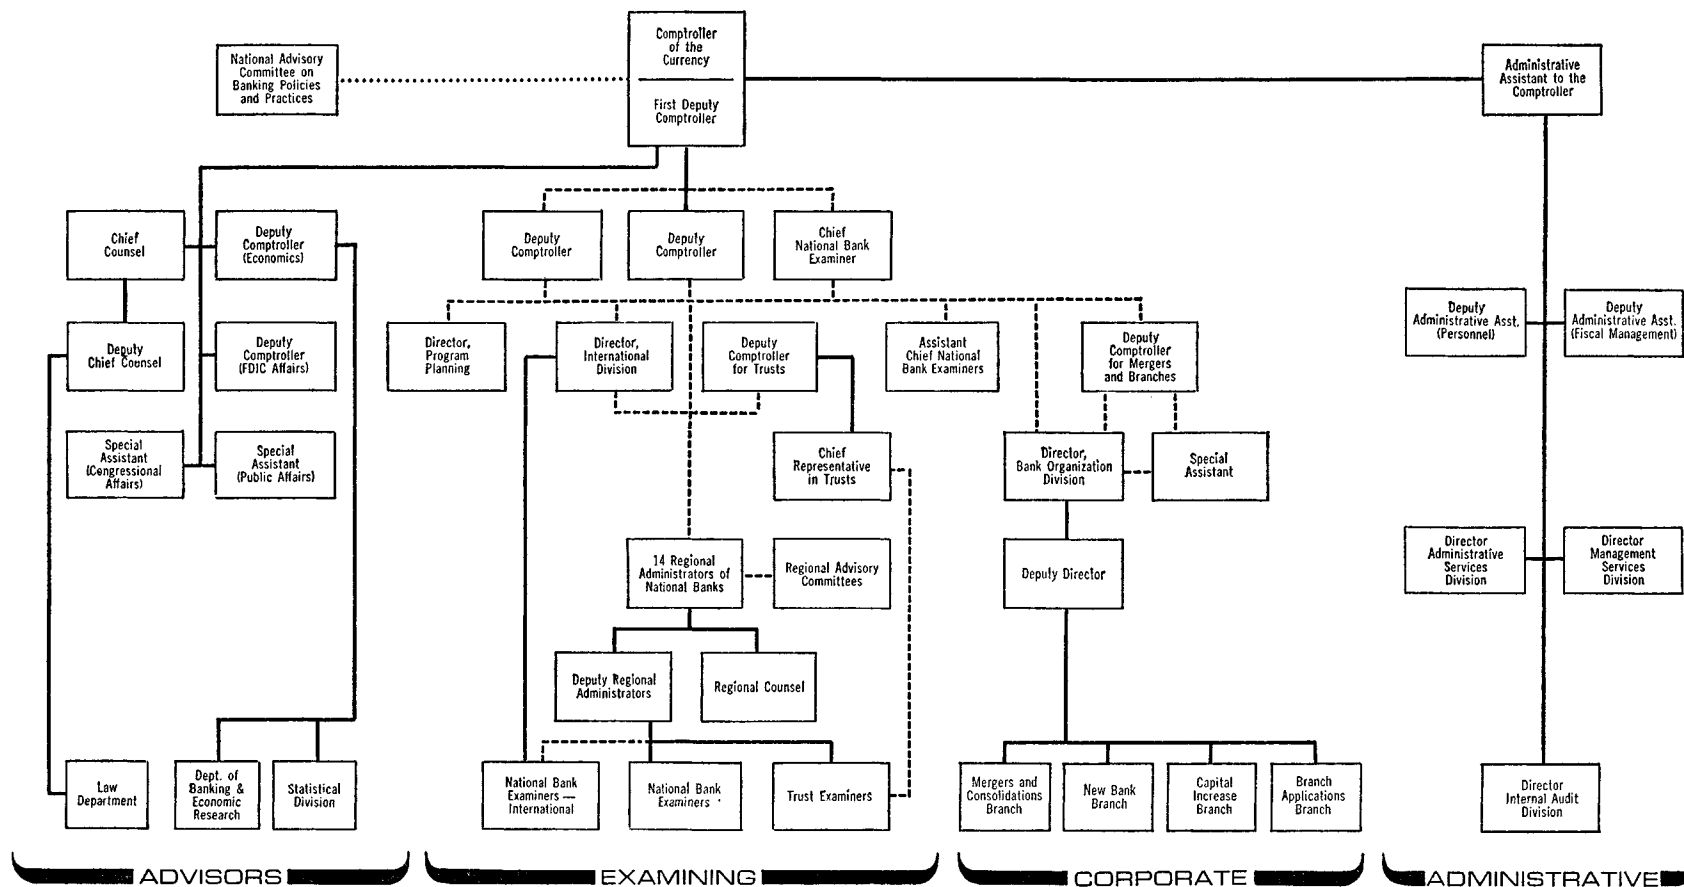 Comptroller
of the
Currency
First Deputy
Comptroller
National Advisory
Committee on
Banking Policies
and Practices
Administrative
Assistant to the
Comptroller
Chief
Counsel
Deputy
Comptroller
(Economics)
Deputy
Comptroller
Deputy
Comptroller
Chief
National Bank
Examiner
Deputy
Administrative Asst.
(Personnel)
Deputy
Administrative Asst.
(Fiscal Management)
Deputy
Chief Counsel
Deputy
Comptroller
(FDIC Affairs)
Director,
Program
Planning
Director,
International
Division
Deputy
Comptroller
for Trusts
Assistant
Chief National
Bank Examiners
Deputy
Comptroller
for Mergers
and Branches
Special
Assistant
(Congressional
Affairs)
Special
Assistant
(Public Affairs)
Chief
Representative
in Trusts
Director,
Bank Organization
Division
Special
Assistant
14 Regional
Administrators of
National Banks
Regional Advisory
Committees
Deputy Director
Director
Administrative
Services
Division
Director
Management
Services
Division
Deputy Regional
Administrators
Regional Counsel
Law
Department
Dept. of
Banking &
Economic
Research
Statistical
Division
National Bank
Examiners —
International
National Bank
Examiners
Trust Examiners
Mergers and
Consolidations
Branch
New Bank
Branch
Capital
Increase
Branch
Branch
Applications
Branch
Director
Internal Audit
Division
ADVISORS
EXAMINING
CORPORATE
ADMINISTRATIVE